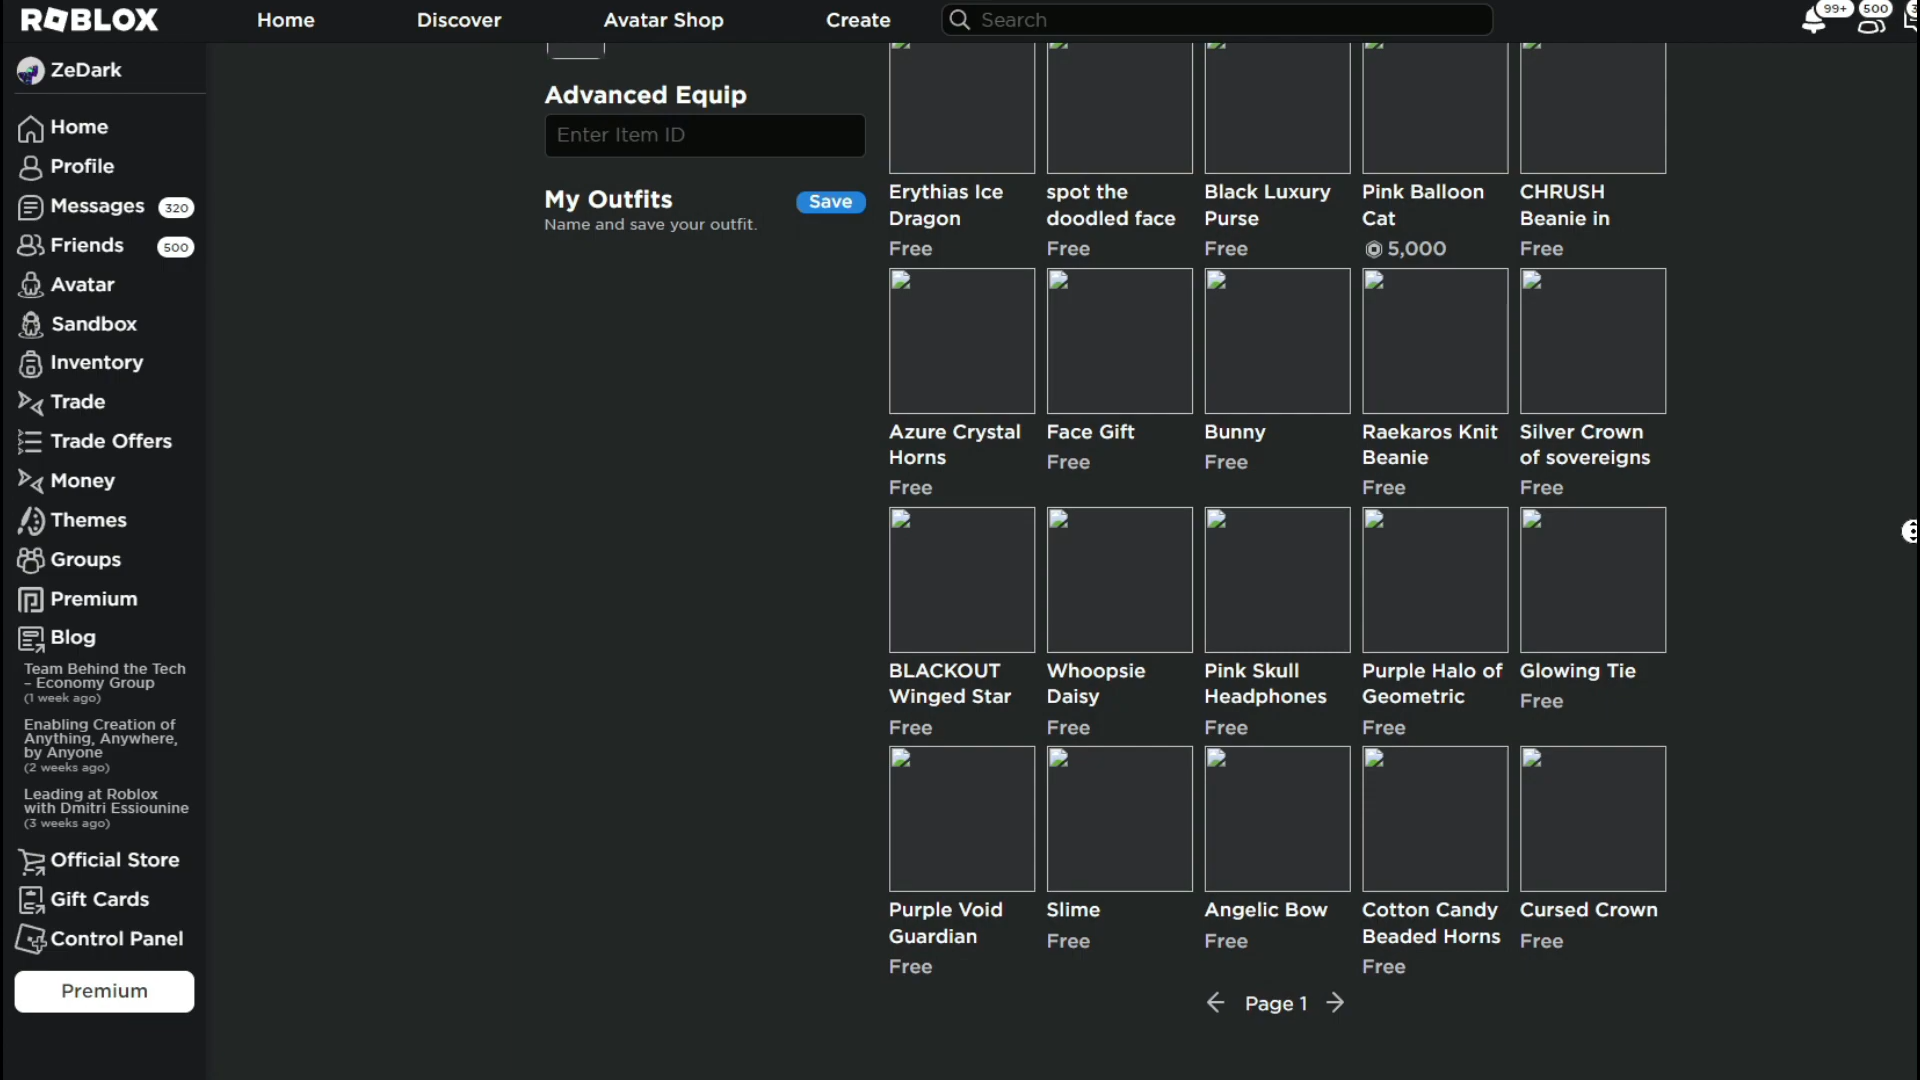 ROBLOX
Home
Discover
Avatar Shop
Create
Search
99+
500
ZeDark
Home
Profile
Messages
320
Friends
500
Avatar
Sandbox
Inventory
Trade
Trade Offers
Money
Themes
Groups
Premium
Blog
Team Behind the Tech
– Economy Group
(1 week ago)
Enabling Creation of
Anything, Anywhere,
by Anyone
(2 weeks ago)
Leading at Roblox
with Dmitri Essiounine
(3 weeks ago)
Official Store
Gift Cards
Control Panel
Premium
Advanced Equip
Enter Item ID
My Outfits
Save
Name and save your outfit.
Erythias Ice
Dragon
Free
spot the
doodled face
Free
Black Luxury
Purse
Free
Pink Balloon
Cat
5,000
CHRUSH
Beanie in
Free
Azure Crystal
Horns
Free
Face Gift
Free
Bunny
Free
Raekaros Knit
Beanie
Free
Silver Crown
of sovereigns
Free
BLACKOUT
Winged Star
Free
Whoopsie
Daisy
Free
Pink Skull
Headphones
Free
Purple Halo of
Geometric
Free
Glowing Tie
Free
Purple Void
Guardian
Free
Slime
Free
Angelic Bow
Free
Cotton Candy
Beaded Horns
Free
Cursed Crown
Free
Page 1